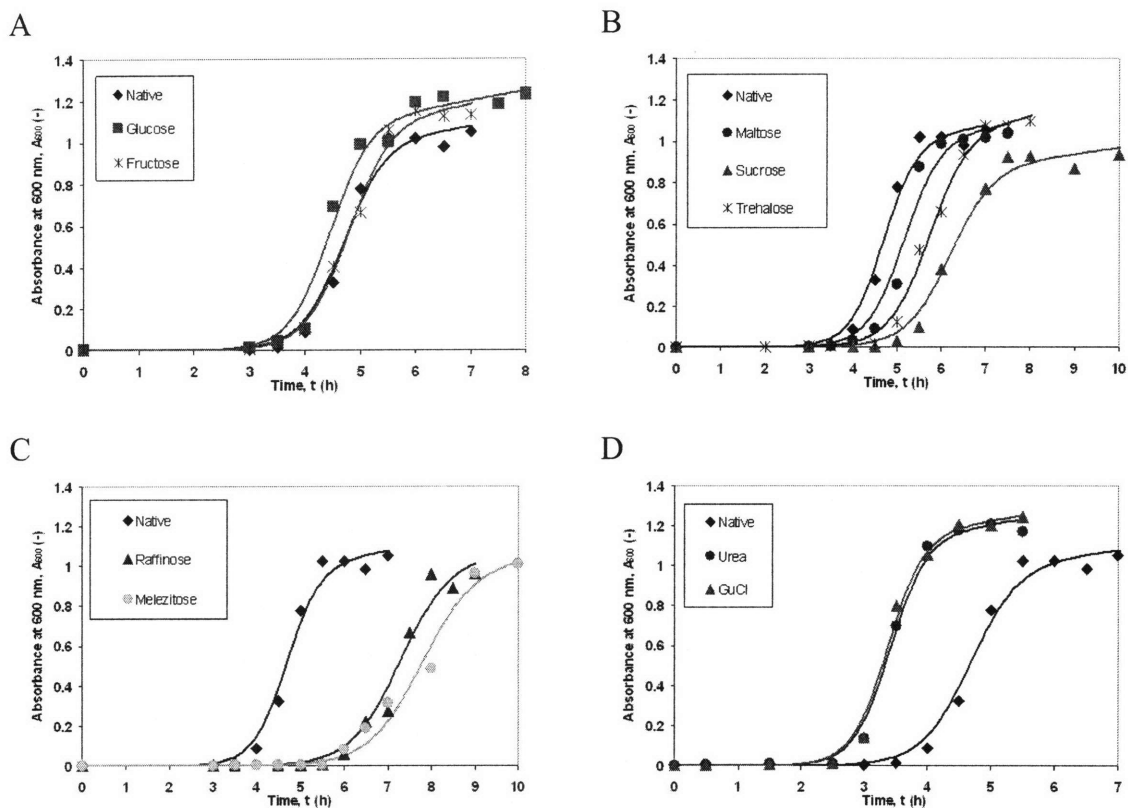 A
Absorbance at 600 nm, A600 (-)
1.4
1.2
1
0.8
0.6
0.4
0.2
0
Native
Glucose
Fructose
0 1 2 3 4 5 6 7 8
Time, t (h)
B
Absorbance at 600 nm, A600 (-)
1.4
1.2
1
0.8
0.6
0.4
0.2
0
Native
Maltose
Sucrose
Trehalose
0 1 2 3 4 5 6 7 8 9 10
Time, t (h)
C
Absorbance at 600 nm, A600 (-)
1.4
1.2
1
0.8
0.6
0.4
0.2
0
Native
Raffinose
Melezitose
0 1 2 3 4 5 6 7 8 9 10
Time, t (h)
D
Absorbance at 600 nm, A600 (-)
1.4
1.2
1
0.8
0.6
0.4
0.2
0
Native
Urea
GuCl
0 1 2 3 4 5 6 7
Time, t (h)